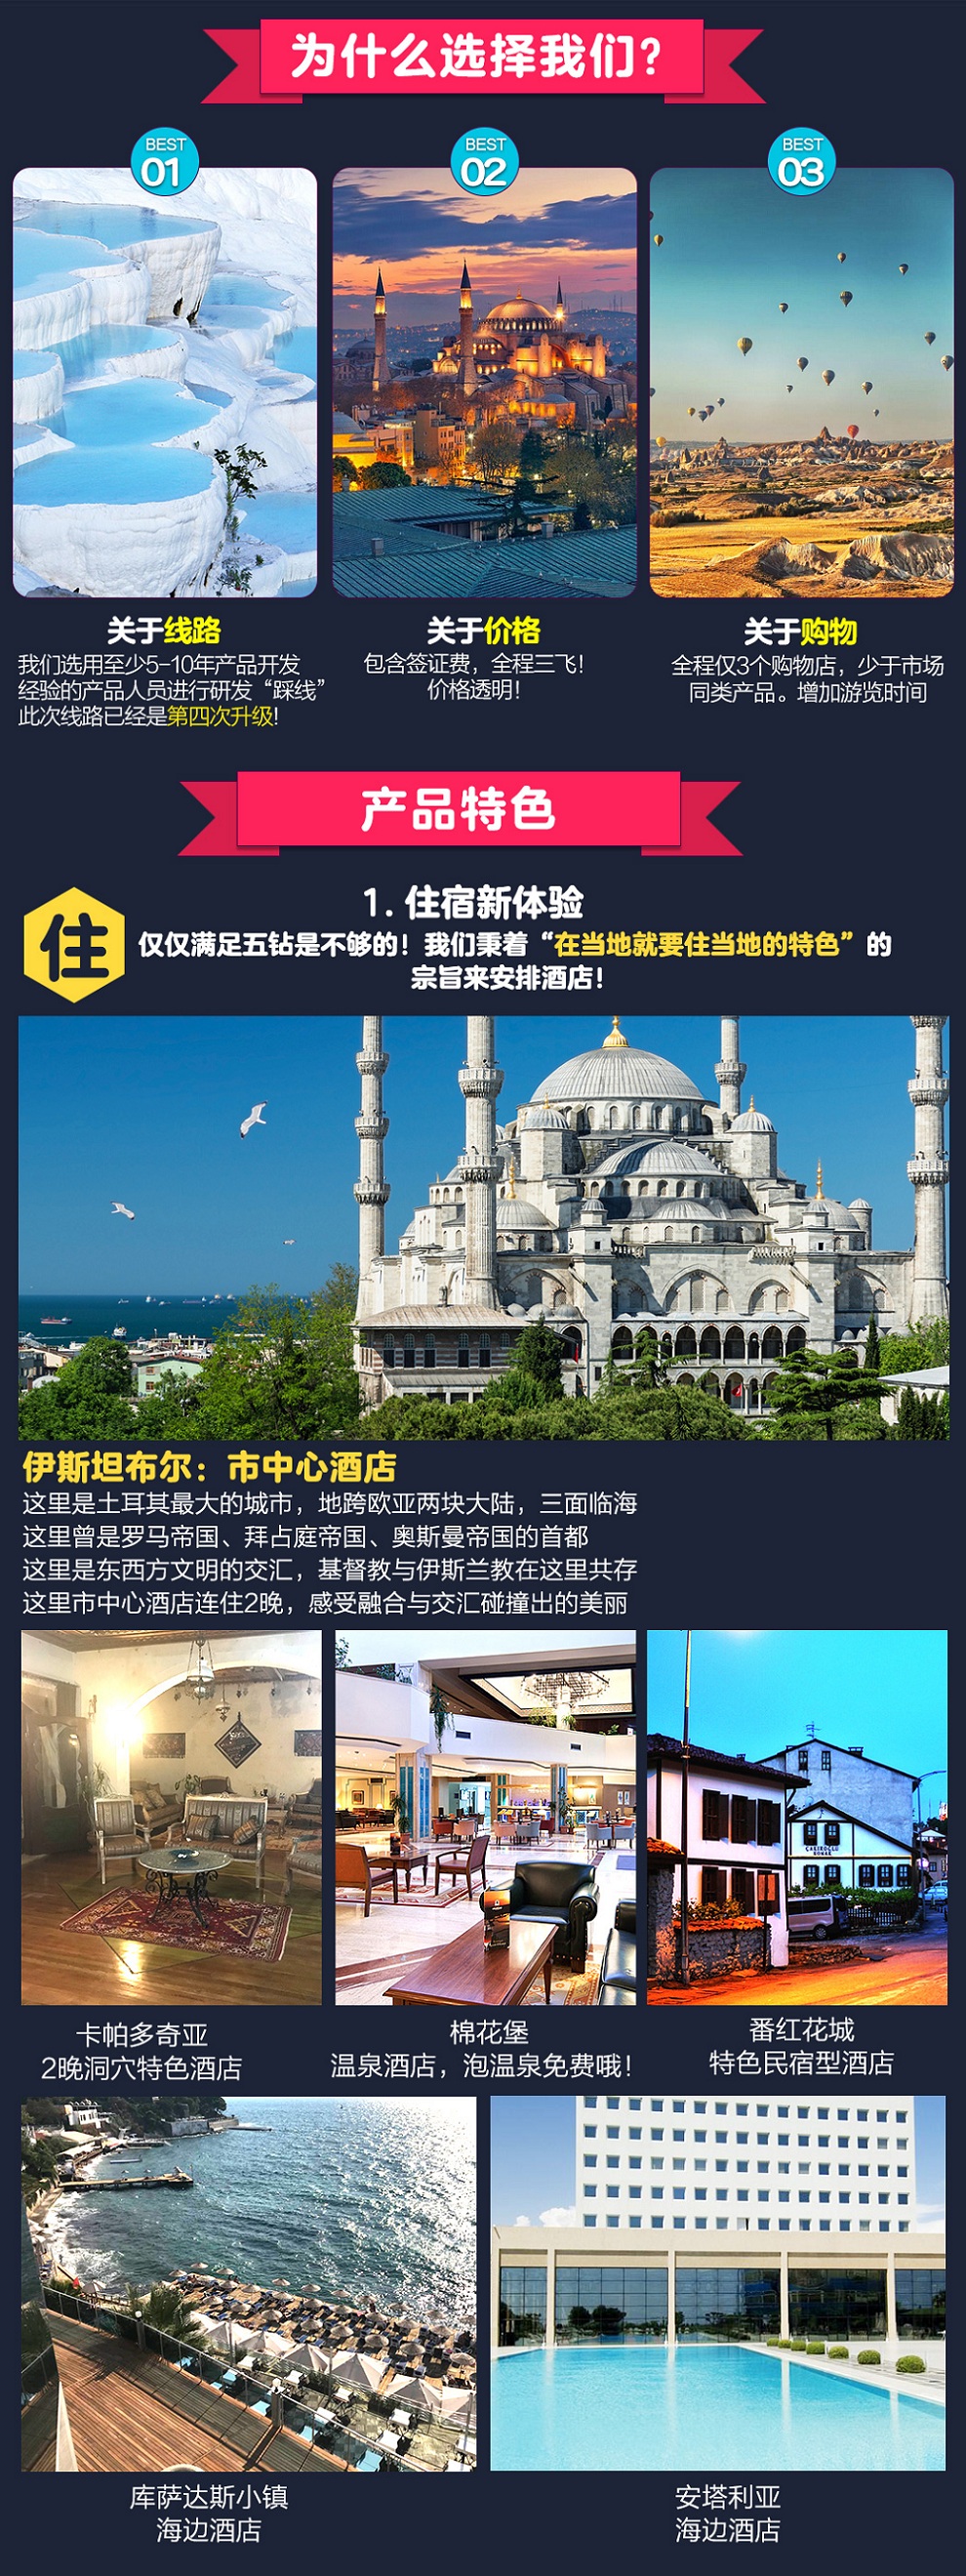 为什么选择我们?
BEST
01
BEST
02
BEST
03
关于线路
我们选用至少5-10年产品开发
经验的产品人员进行研发“踩线”
此次线路已经是第四次升级!
关于价格
包含签证费，全程三飞!
价格透明!
关于购物
全程仅3个购物店，少于市场
同类产品。增加游览时间
产品特色
住
1. 住宿新体验
仅仅满足五钻是不够的! 我们秉着“在当地就要住当地的特色”的
宗旨来安排酒店!
伊斯坦布尔：市中心酒店
这里是土耳其最大的城市，地跨欧亚两块大陆，三面临海
这里曾是罗马帝国、拜占庭帝国、奥斯曼帝国的首都
这里是东西方文明的交汇，基督教与伊斯兰教在这里共存
这里市中心酒店连住2晚，感受融合与交汇碰撞出的美丽
卡帕多奇亚
2晚洞穴特色酒店
棉花堡
温泉酒店，泡温泉免费哦!
番红花城
特色民宿型酒店
库萨达斯小镇
海边酒店
安塔利亚
海边酒店